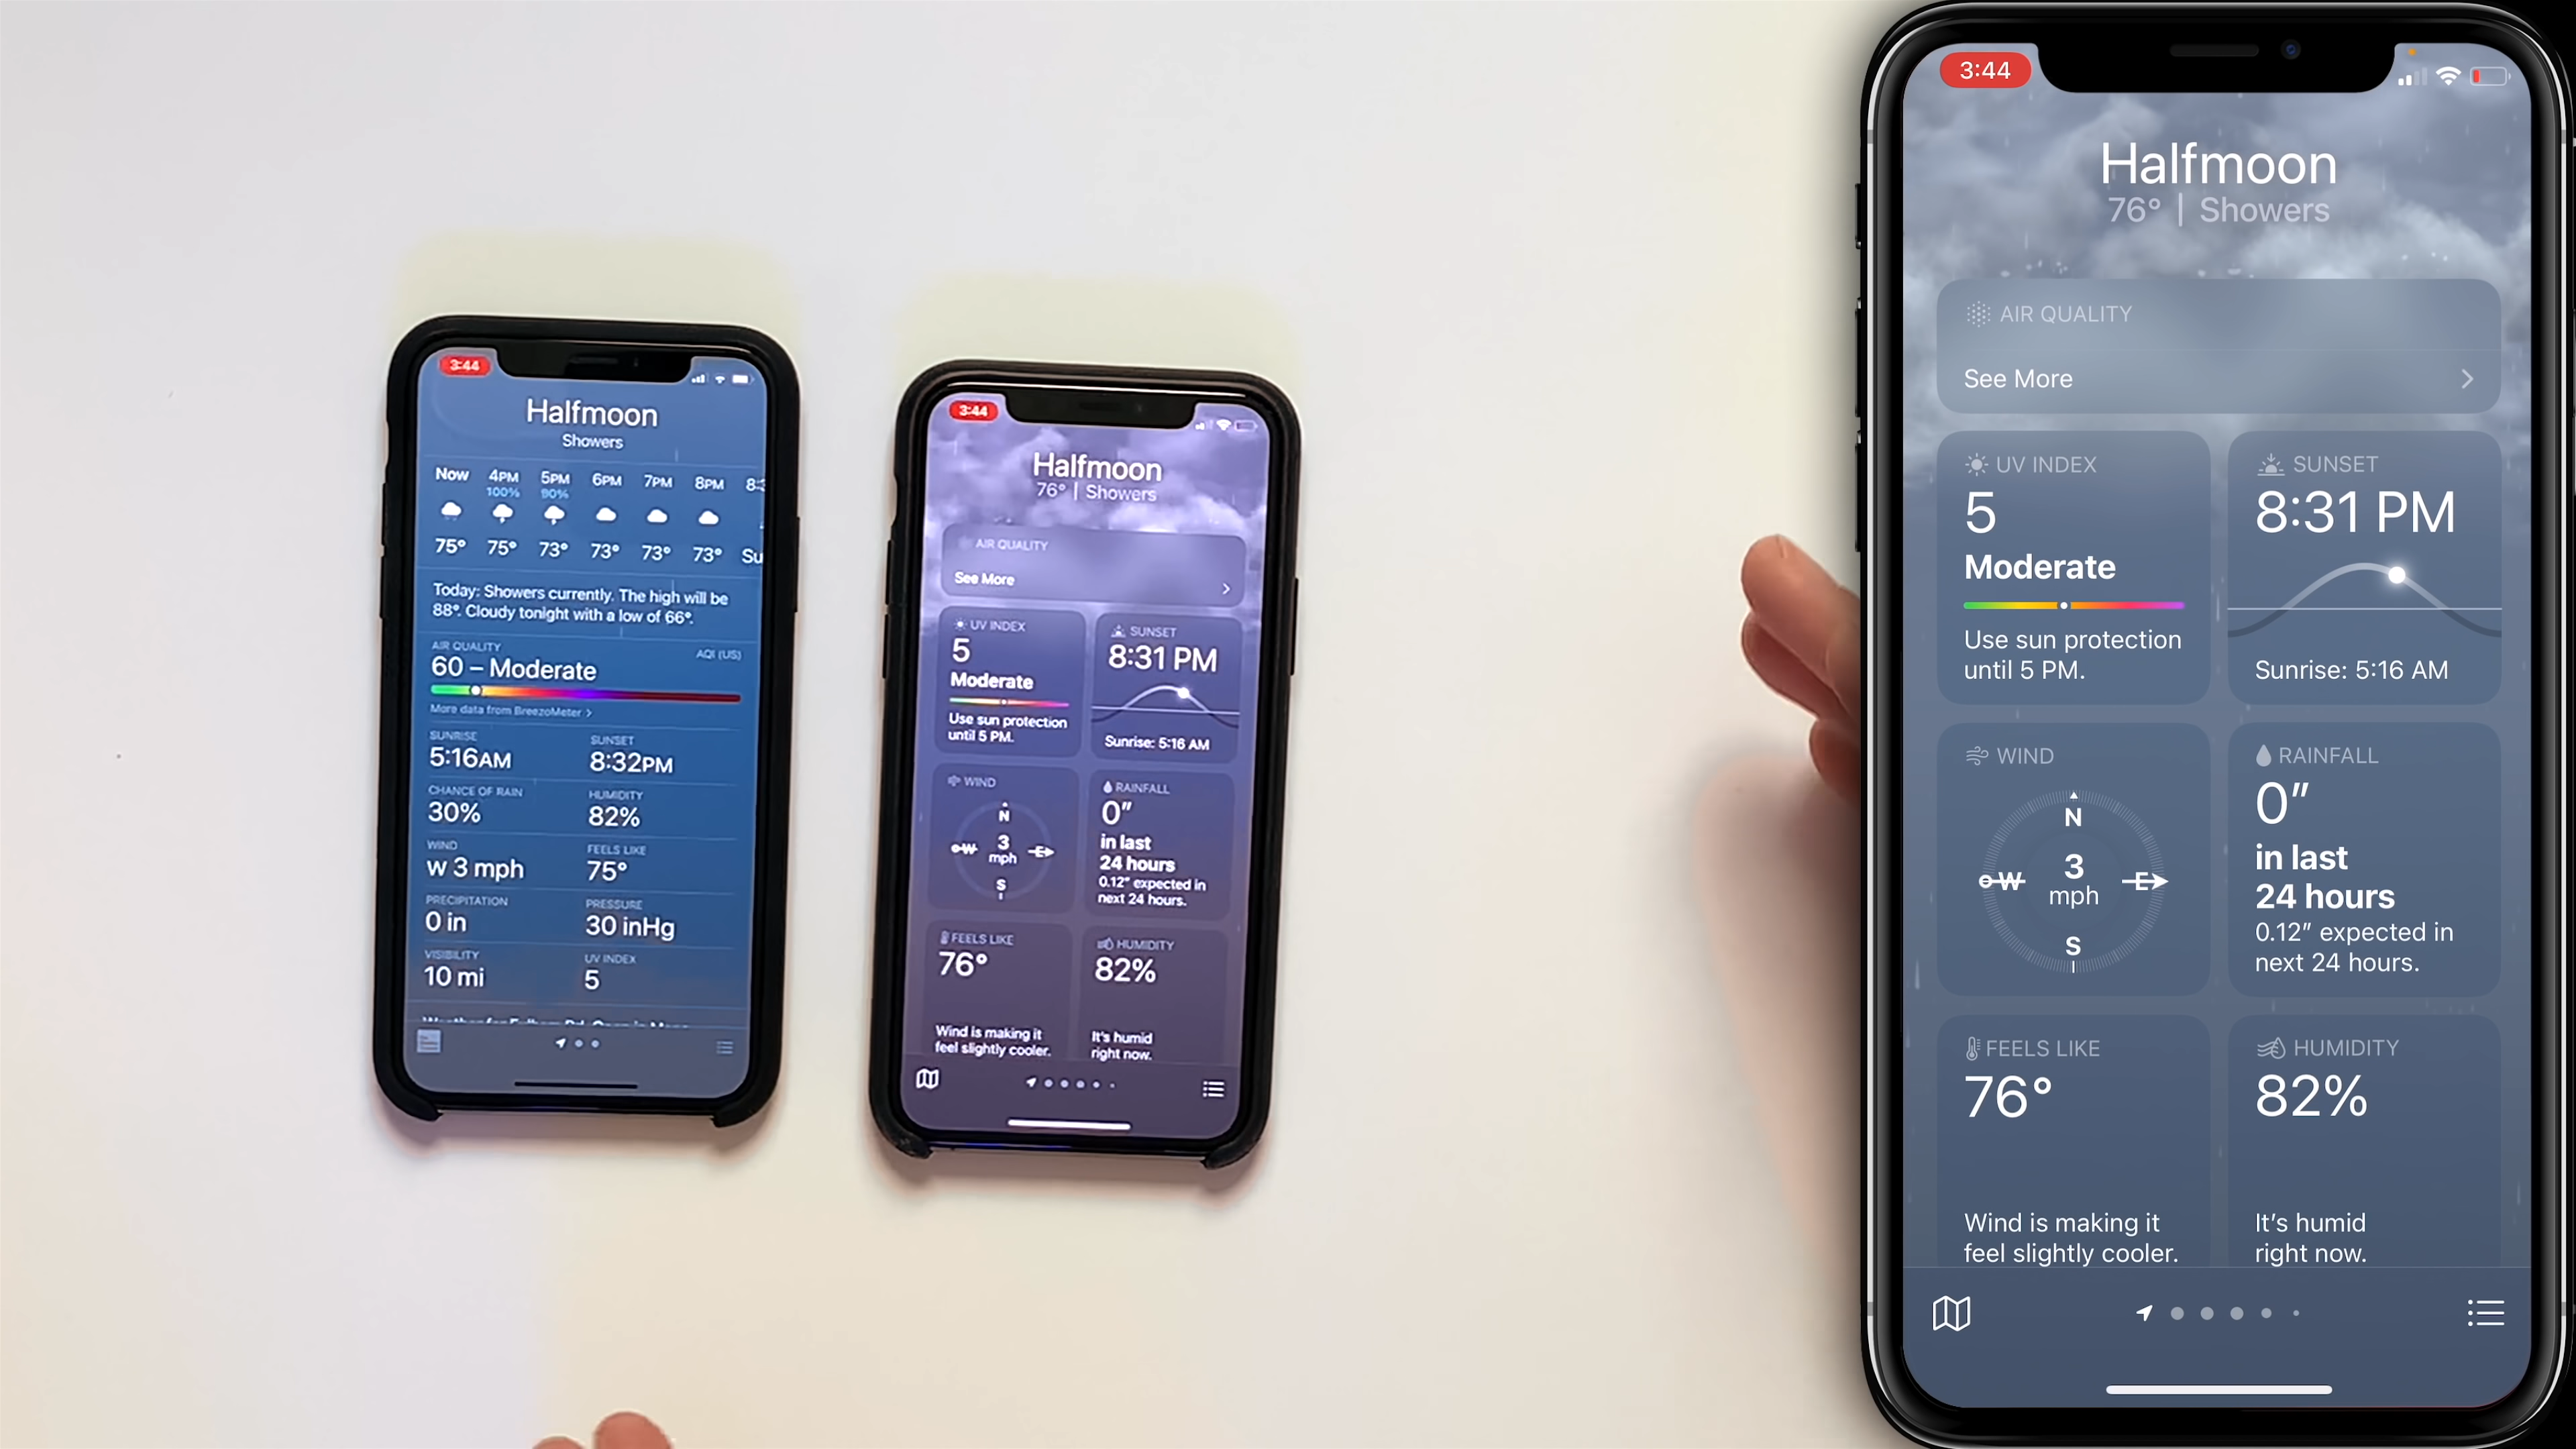 3:44
Halfmoon
Showers
Now 4PM 5PM 6PM 7PM 8PM 8:3
100% 90%
75° 75° 73° 73° 73° 73° Su
Today: Showers currently. The high will be
88°. Cloudy tonight with a low of 66°.
AIR QUALITY AQI (US)
60 – Moderate
More data from BreezoMeter >
SUNRISE SUNSET
5:16AM 8:32PM
CHANCE OF RAIN HUMIDITY
30% 82%
WIND FEELS LIKE
W 3 mph 75°
PRECIPITATION PRESSURE
0 in 30 inHg
VISIBILITY UV INDEX
10 mi 5
3:44
Halfmoon
76° | Showers
AIR QUALITY
See More
UV INDEX
5
Moderate
Use sun protection
until 5 PM.
SUNSET
8:31 PM
Sunrise: 5:16 AM
WIND
N
W 3 E
mph
S
RAINFALL
0"
in last
24 hours
0.12" expected in
next 24 hours.
FEELS LIKE
76°
Wind is making it
feel slightly cooler.
HUMIDITY
82%
It's humid
right now.
3:44
Halfmoon
76° | Showers
AIR QUALITY
See More
UV INDEX
5
Moderate
Use sun protection
until 5 PM.
SUNSET
8:31 PM
Sunrise: 5:16 AM
WIND
N
W 3 E
mph
S
RAINFALL
0"
in last
24 hours
0.12" expected in
next 24 hours.
FEELS LIKE
76°
Wind is making it
feel slightly cooler.
HUMIDITY
82%
It's humid
right now.